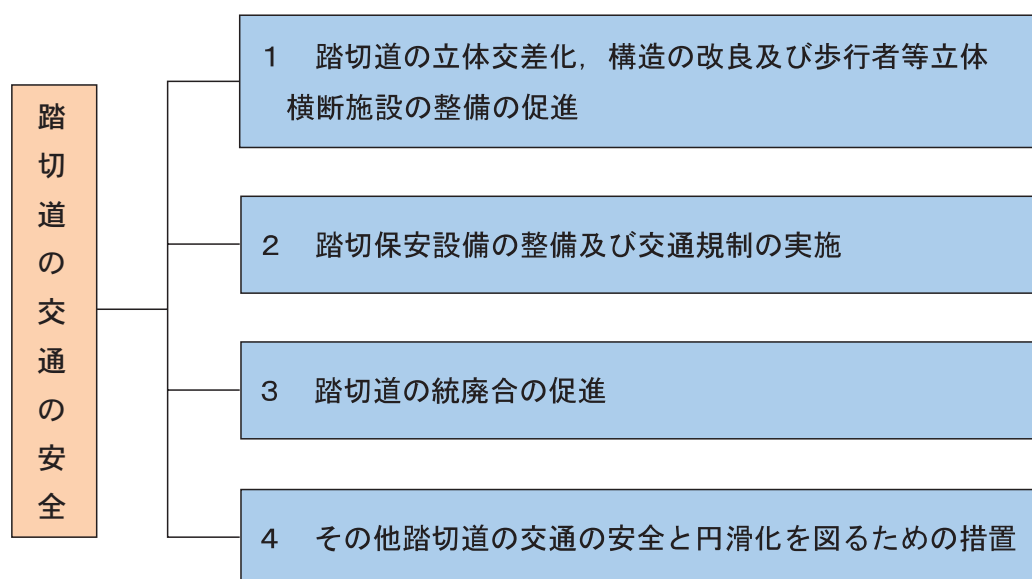 踏切道の交通の安全
1 踏切道の立体交差化，構造の改良及び歩行者等立体
横断施設の整備の促進
2 踏切保安設備の整備及び交通規制の実施
3 踏切道の統廃合の促進
4 その他踏切道の交通の安全と円滑化を図るための措置